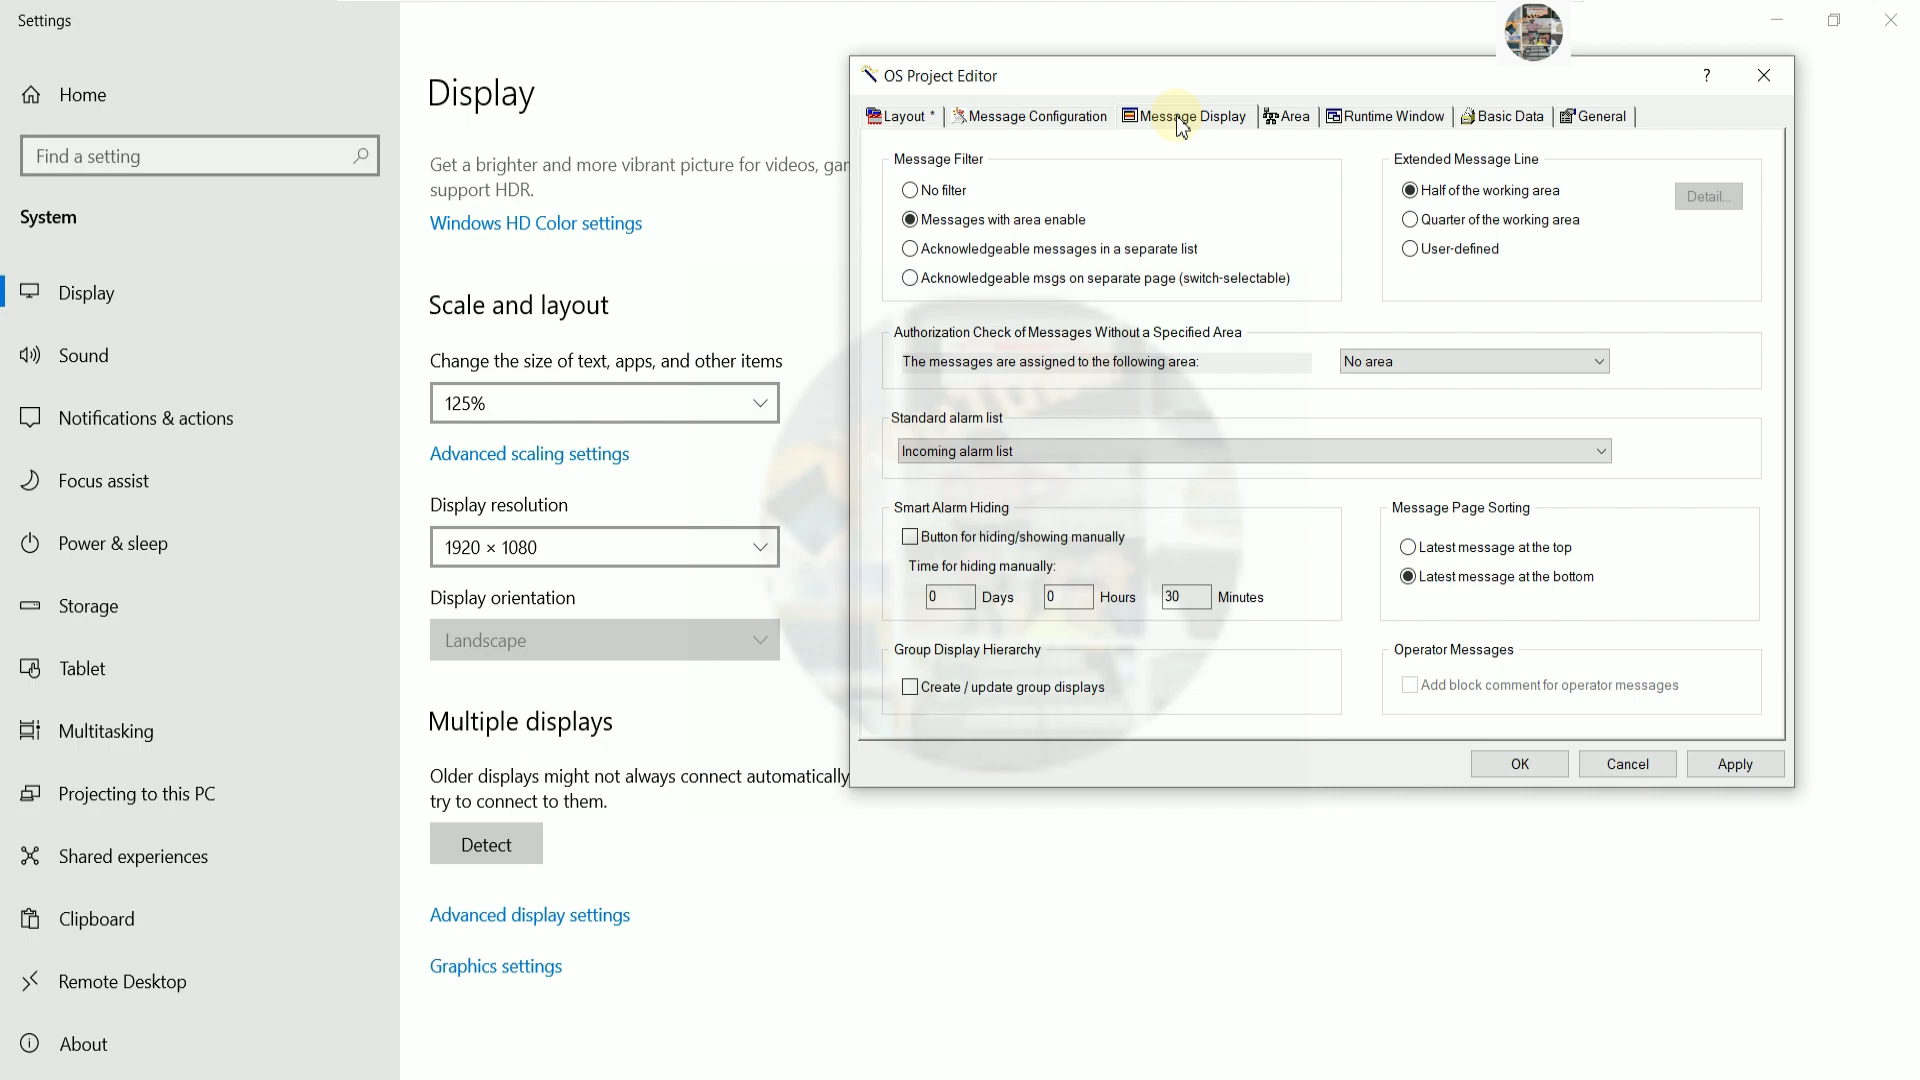 Settings
Home
Find a setting
System
Display
Sound
Notifications & actions
Focus assist
Power & sleep
Storage
Tablet
Multitasking
Projecting to this PC
Shared experiences
Clipboard
Remote Desktop
About
Display
Get a brighter and more vibrant picture for videos, gar
support HDR.
Windows HD Color settings
Scale and layout
Change the size of text, apps, and other items
125%
Advanced scaling settings
Display resolution
1920 × 1080
Display orientation
Landscape
Multiple displays
Older displays might not always connect automatically
try to connect to them.
Detect
Advanced display settings
Graphics settings
OS Project Editor
Layout * Message Configuration Message Display Area Runtime Window Basic Data General
Message Filter
No filter
Messages with area enable
Acknowledgeable messages in a separate list
Acknowledgeable msgs on separate page (switch-selectable)
Extended Message Line
Half of the working area
Detail...
Quarter of the working area
User-defined
Authorization Check of Messages Without a Specified Area
The messages are assigned to the following area: No area
Standard alarm list
Incoming alarm list
Smart Alarm Hiding
Button for hiding/showing manually
Time for hiding manually:
0 Days 0 Hours 30 Minutes
Message Page Sorting
Latest message at the top
Latest message at the bottom
Group Display Hierarchy
Create / update group displays
Operator Messages
Add block comment for operator messages
OK Cancel Apply